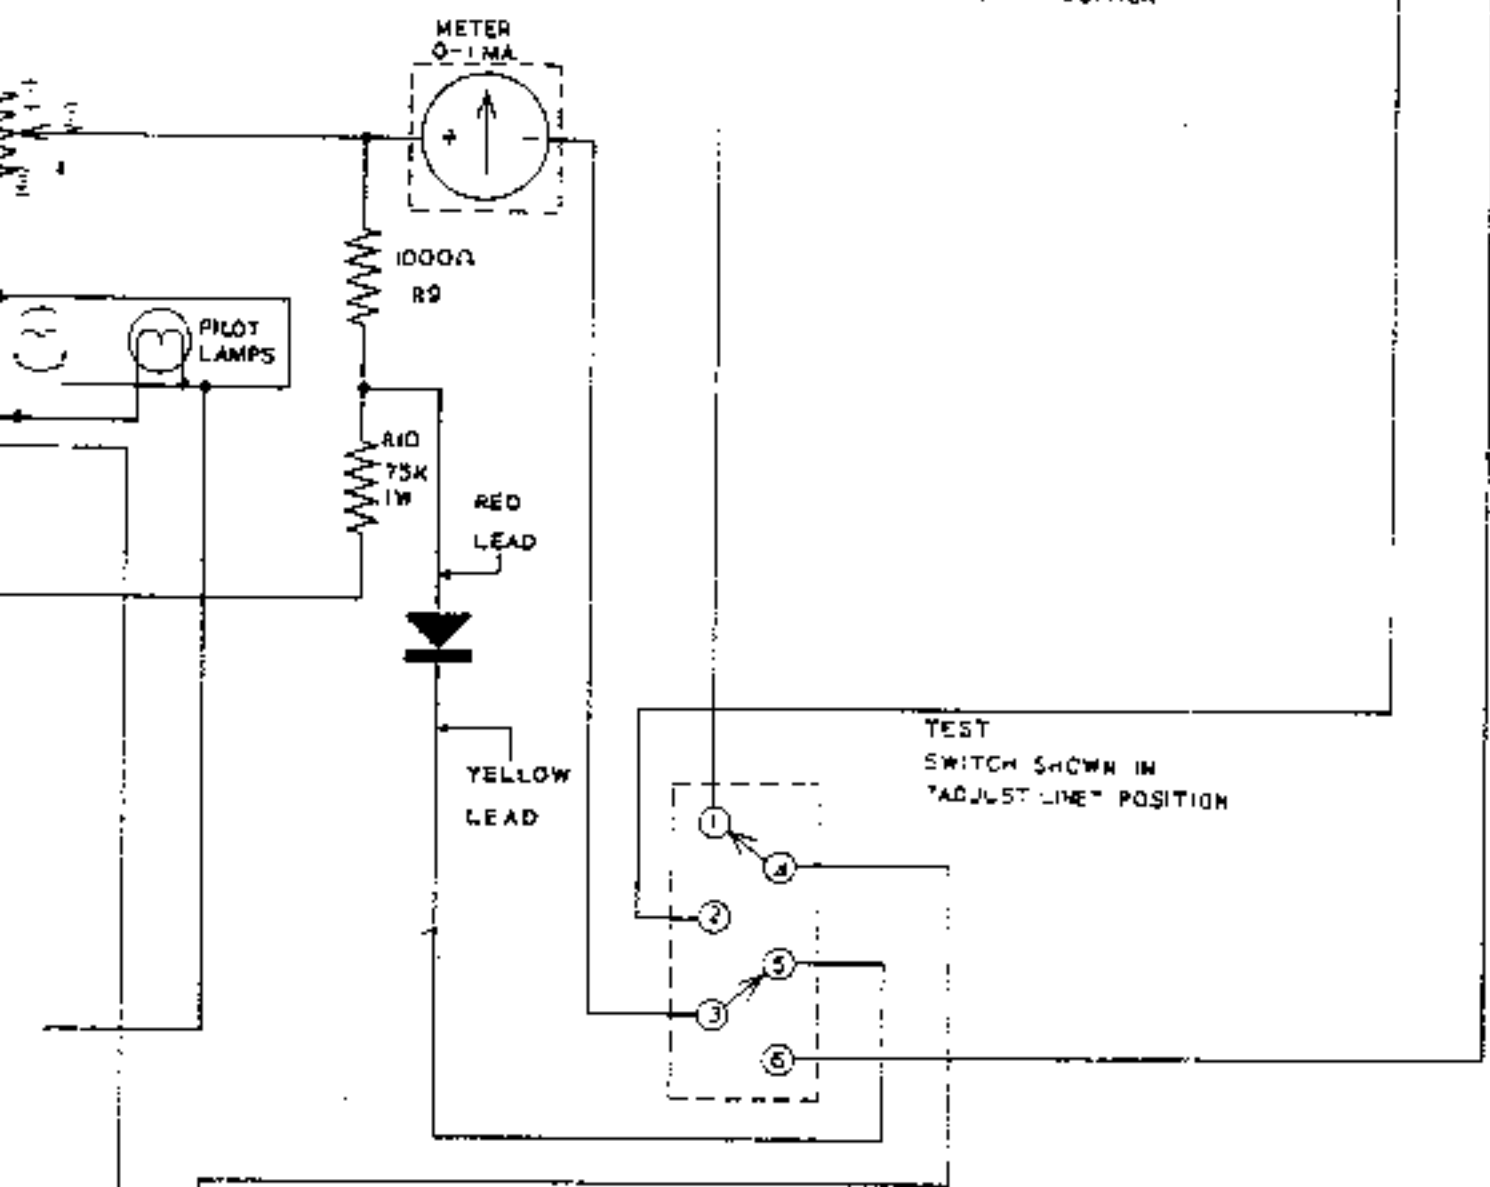 METER
0-1 MA
+
-
1000Ω
R9
PILOT
LAMPS
R10
75K
1W
RED
LEAD
YELLOW
LEAD
TEST
SWITCH SHOWN IN
"ADJUST LINE" POSITION
1
4
2
5
3
6